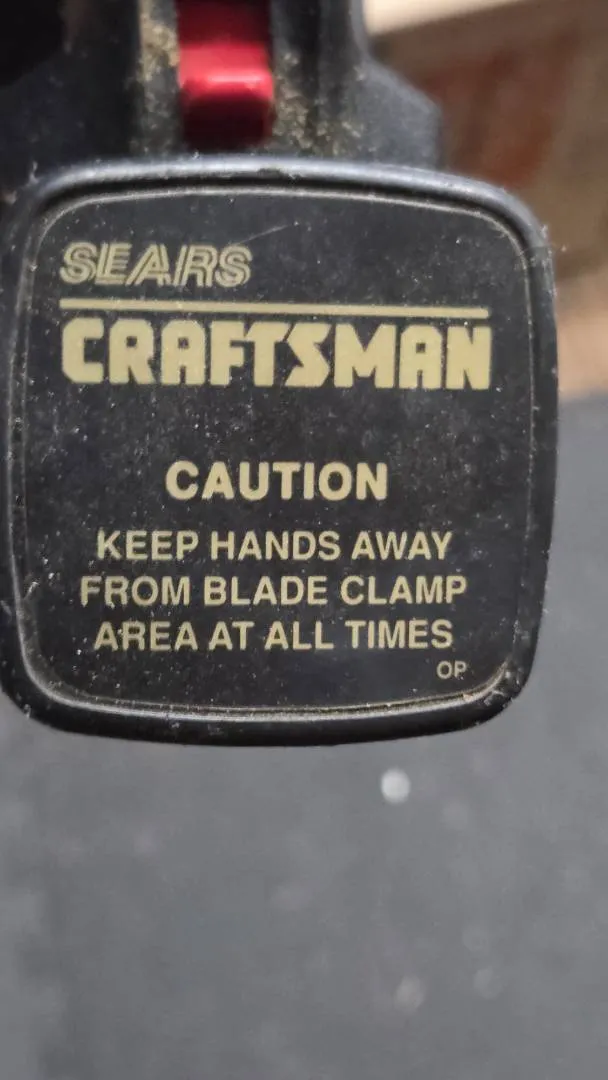 SEARS
CRAFTSMAN
CAUTION
KEEP HANDS AWAY
FROM BLADE CLAMP
AREA AT ALL TIMES
OP